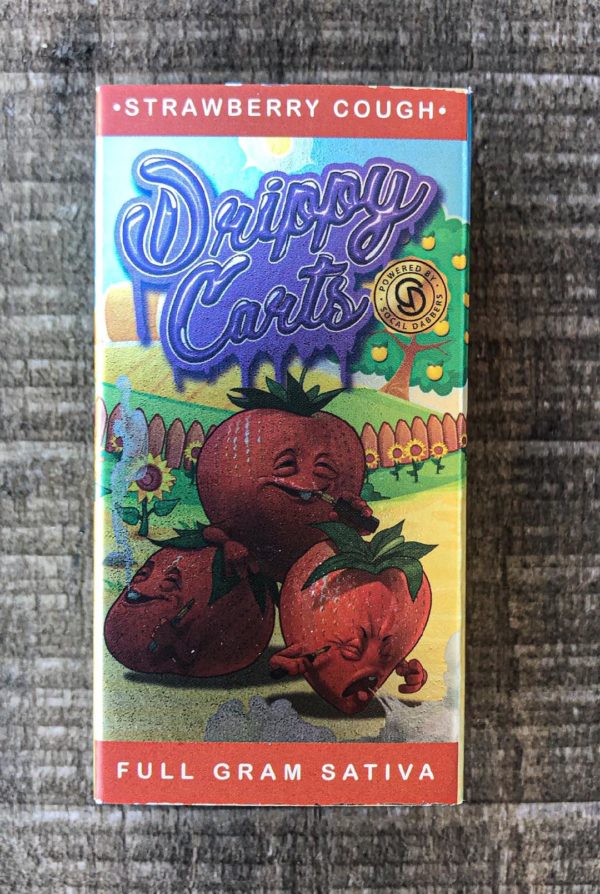 •STRAWBERRY COUGH•
Drippy
Carts
• POWERED BY •
SOCAL DABBERS
FULL GRAM SATIVA